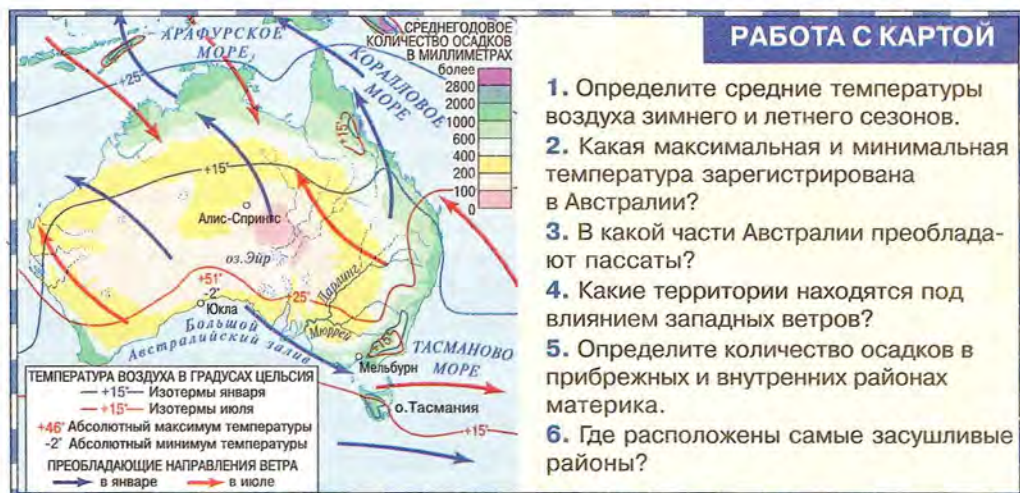 АРАФУРСКОЕ
МОРЕ
КОРАЛЛОВОЕ
МОРЕ
СРЕДНЕГОДОВОЕ
КОЛИЧЕСТВО ОСАДКОВ
В МИЛЛИМЕТРАХ
более
2800
2000
1000
600
400
200
100
0
+25°
+15°
+15°
Алис-Спрингс
оз.Эйр
+51°
-2°
Юкла
+25°
Дарлинг
Муррей
Большой
Австралийский залив
+15°
Мельбурн
ТАСМАНОВО
МОРЕ
о.Тасмания
+15°
ТЕМПЕРАТУРА ВОЗДУХА В ГРАДУСАХ ЦЕЛЬСИЯ
+15° Изотермы января
+15° Изотермы июля
+46° Абсолютный максимум температуры
-2° Абсолютный минимум температуры
ПРЕОБЛАДАЮЩИЕ НАПРАВЛЕНИЯ ВЕТРА
в январе в июле
РАБОТА С КАРТОЙ
1. Определите средние температуры
воздуха зимнего и летнего сезонов.
2. Какая максимальная и минимальная
температура зарегистрирована
в Австралии?
3. В какой части Австралии преоблада-
ют пассаты?
4. Какие территории находятся под
влиянием западных ветров?
5. Определите количество осадков в
прибрежных и внутренних районах
материка.
6. Где расположены самые засушливые
районы?